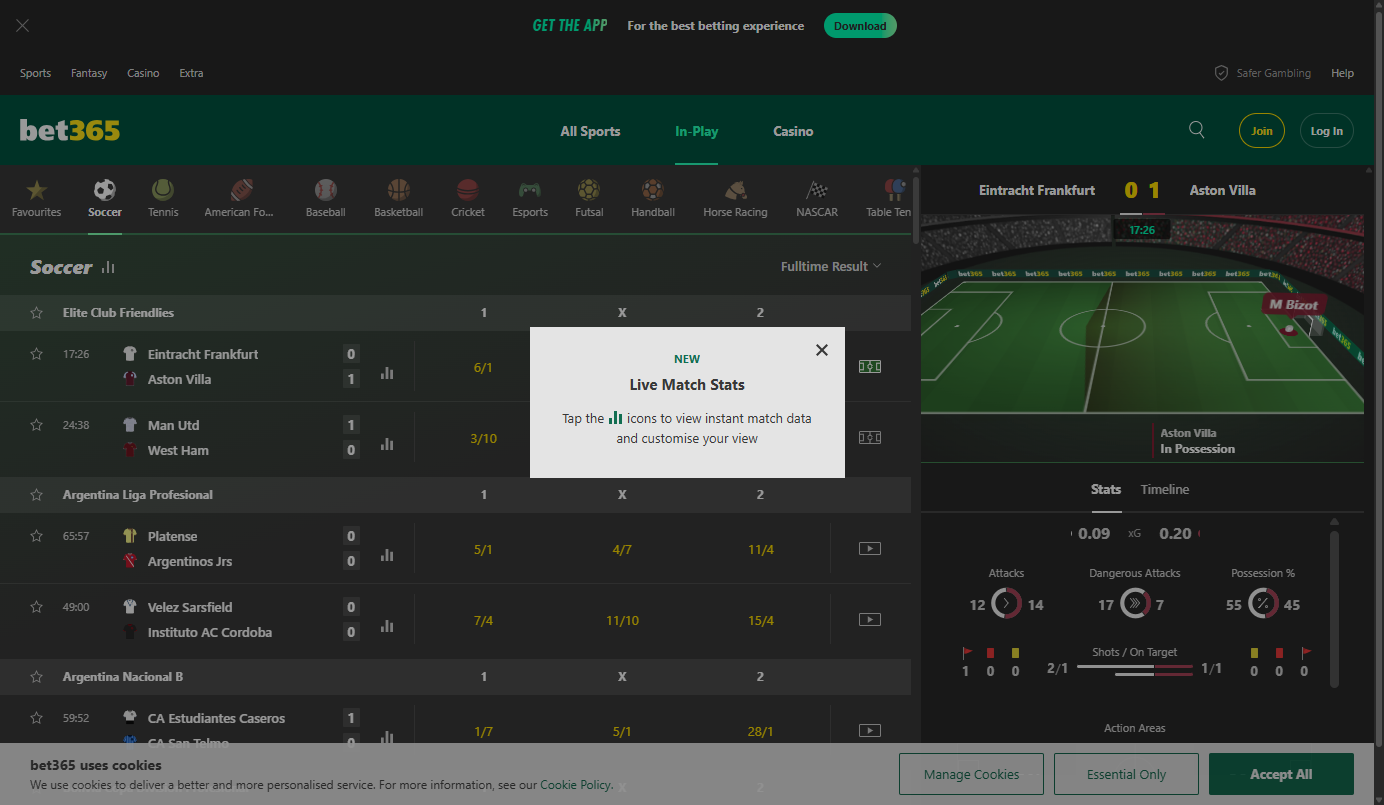 GET THE APP For the best betting experience Download
Sports Fantasy Casino Extra Safer Gambling Help
bet365 All Sports In-Play Casino Join Log In
Favourites Soccer Tennis American Fo... Baseball Basketball Cricket Esports Futsal Handball Horse Racing NASCAR Table Ten
Soccer Fulltime Result
Elite Club Friendlies 1 X 2
17:26 Eintracht Frankfurt 0 6/1
Aston Villa 1
24:38 Man Utd 1 3/10
West Ham 0
Argentina Liga Profesional 1 X 2
65:57 Platense 0 5/1 4/7 11/4
Argentinos Jrs 0
49:00 Velez Sarsfield 0 7/4 11/10 15/4
Instituto AC Cordoba 0
Argentina Nacional B 1 X 2
59:52 CA Estudiantes Caseros 1 1/7 5/1 28/1
CA San Telmo 0
NEW
Live Match Stats
Tap the icons to view instant match data
and customise your view
Eintracht Frankfurt 0 1 Aston Villa
17:26
bet365 bet365 bet365 bet365 bet365 bet365 bet365 bet365 bet365 bet365
M Bizot
Aston Villa
In Possession
Stats Timeline
0.09 xG 0.20
Attacks Dangerous Attacks Possession %
12 14 17 7 55 % 45
Shots / On Target
1 0 0 2/1 1/1 0 0 0
Action Areas
bet365 uses cookies
We use cookies to deliver a better and more personalised service. For more information, see our Cookie Policy.
X 2
Manage Cookies Essential Only Accept All